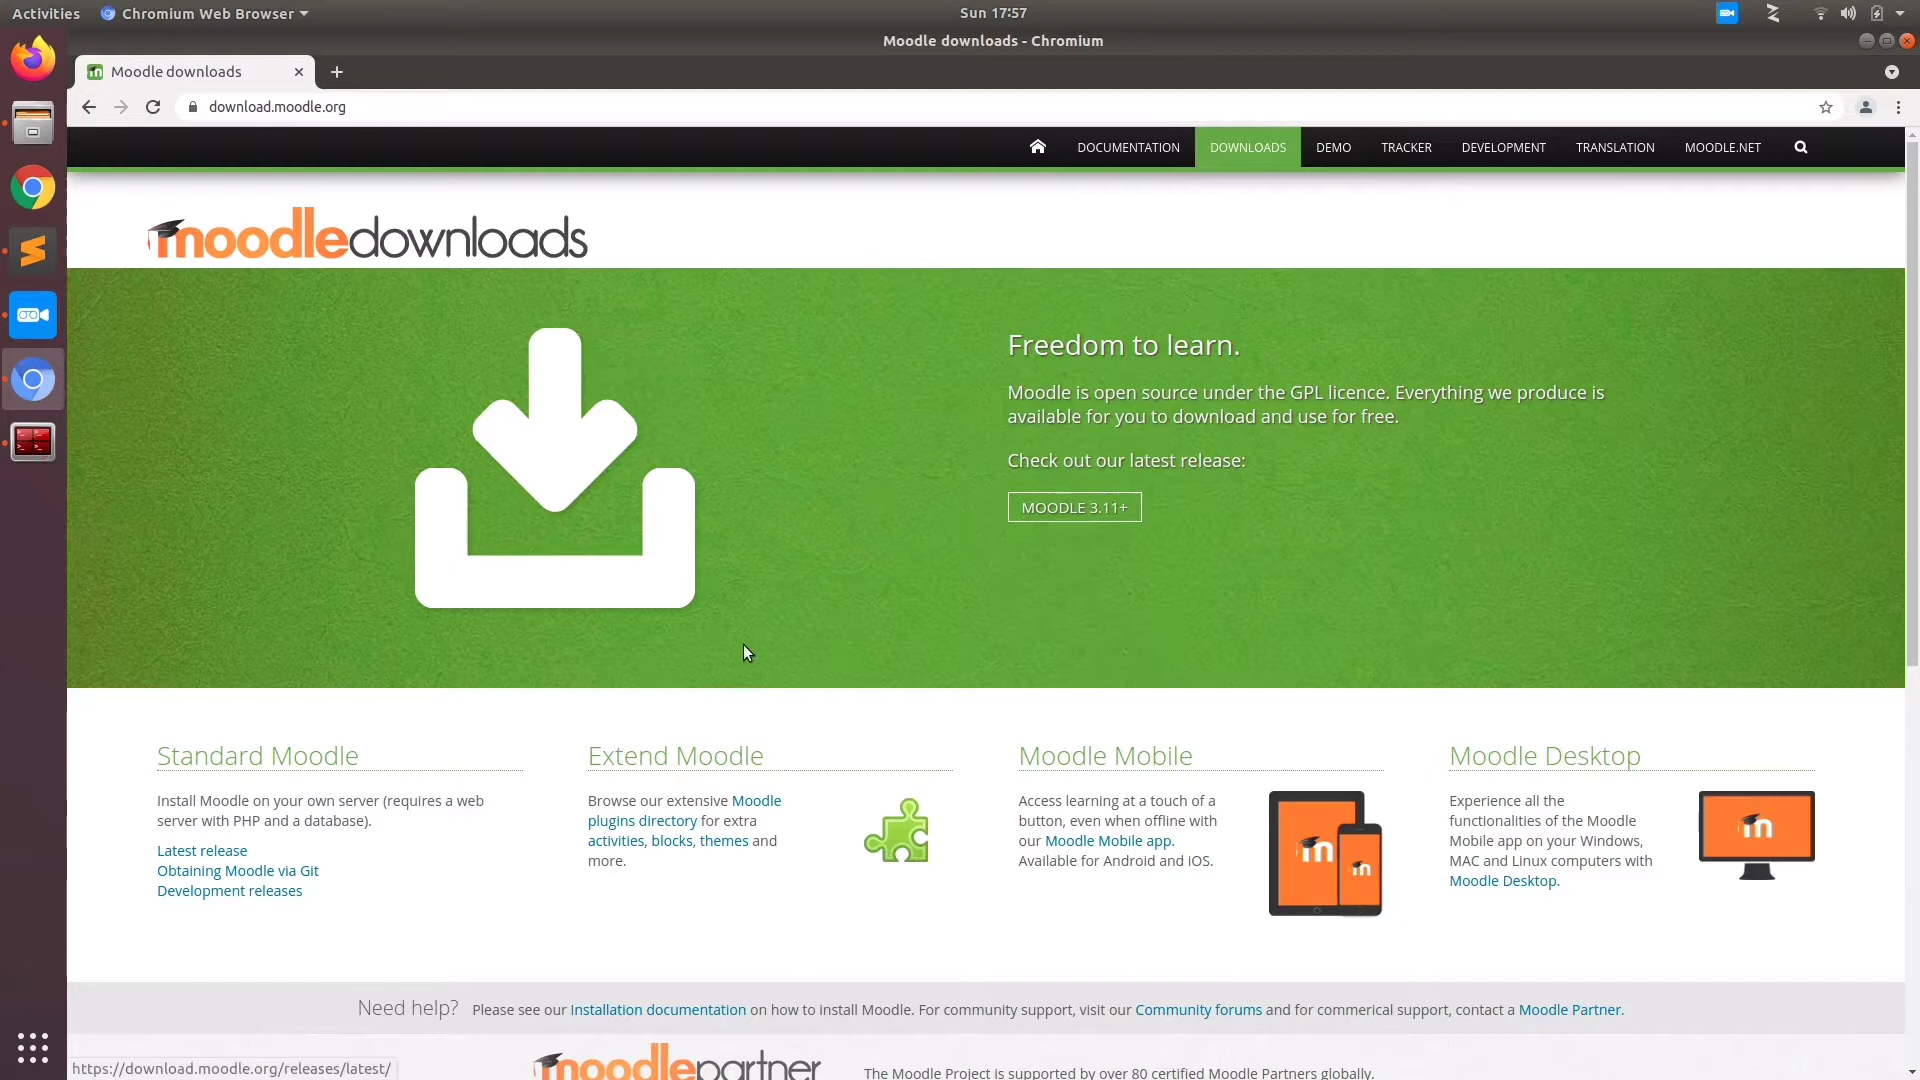 Activities
Chromium Web Browser
Sun 17:57
Moodle downloads - Chromium
Moodle downloads
download.moodle.org
DOCUMENTATION
DOWNLOADS
DEMO
TRACKER
DEVELOPMENT
TRANSLATION
MOODLE.NET
moodledownloads
Freedom to learn.
Moodle is open source under the GPL licence. Everything we produce is
available for you to download and use for free.
Check out our latest release:
MOODLE 3.11+
Standard Moodle
Install Moodle on your own server (requires a web
server with PHP and a database).
Latest release
Obtaining Moodle via Git
Development releases
Extend Moodle
Browse our extensive Moodle
plugins directory for extra
activities, blocks, themes and
more.
Moodle Mobile
Access learning at a touch of a
button, even when offline with
our Moodle Mobile app.
Available for Android and iOS.
m
m
Moodle Desktop
Experience all the
functionalities of the Moodle
Mobile app on your Windows,
MAC and Linux computers with
Moodle Desktop.
m
Need help? Please see our Installation documentation on how to install Moodle. For community support, visit our Community forums and for commerical support, contact a Moodle Partner.
https://download.moodle.org/releases/latest/
moodlepartner
The Moodle Project is supported by over 80 certified Moodle Partners globally.